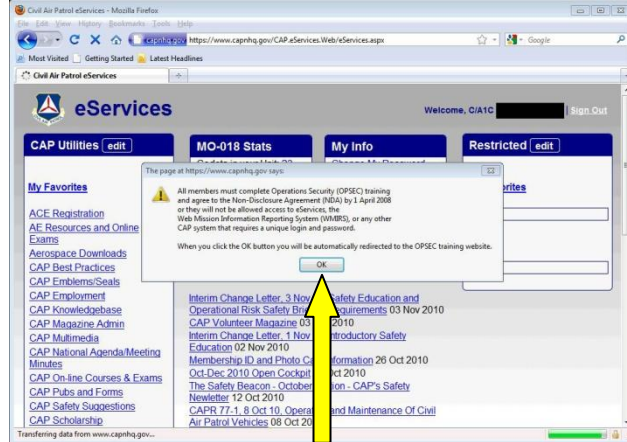 Civil Air Patrol eServices - Mozilla Firefox
File Edit View History Bookmarks Tools Help
capnhq.gov https://www.capnhq.gov/CAP.eServices.Web/eServices.aspx
Google
Most Visited Getting Started Latest Headlines
Civil Air Patrol eServices
eServices
Welcome, C/A1C
Sign Out
CAP Utilities edit
MO-018 Stats
My Info
Restricted edit
The page at https://www.capnhq.gov says:
All members must complete Operations Security (OPSEC) training
and agree to the Non-Disclosure Agreement (NDA) by 1 April 2008
or they will not be allowed access to eServices, the
Web Mission Information Reporting System (WMIRS), or any other
CAP system that requires a unique login and password.
When you click the OK button you will be automatically redirected to the OPSEC training website.
OK
My Favorites
ACE Registration
AE Resources and Online
Exams
Aerospace Downloads
CAP Best Practices
CAP Emblems/Seals
CAP Employment
CAP Knowledgebase
CAP Magazine Admin
CAP Multimedia
CAP National Agenda/Meeting
Minutes
CAP On-line Courses & Exams
CAP Pubs and Forms
CAP Safety Suggestions
CAP Scholarship
Interim Change Letter, 3 Nov Safety Education and
Operational Risk Safety Requirements 03 Nov 2010
CAP Volunteer Magazine 03 2010
Interim Change Letter, 1 Nov Introductory Safety
Education 02 Nov 2010
Membership ID and Photo Information 26 Oct 2010
Oct-Dec 2010 Open Cockpit Oct 2010
The Safety Beacon - October - CAP's Safety
Newletter 12 Oct 2010
CAPR 77-1, 8 Oct 10, and Maintenance Of Civil
Air Patrol Vehicles 08 Oct
Transferring data from www.capnhq.gov...